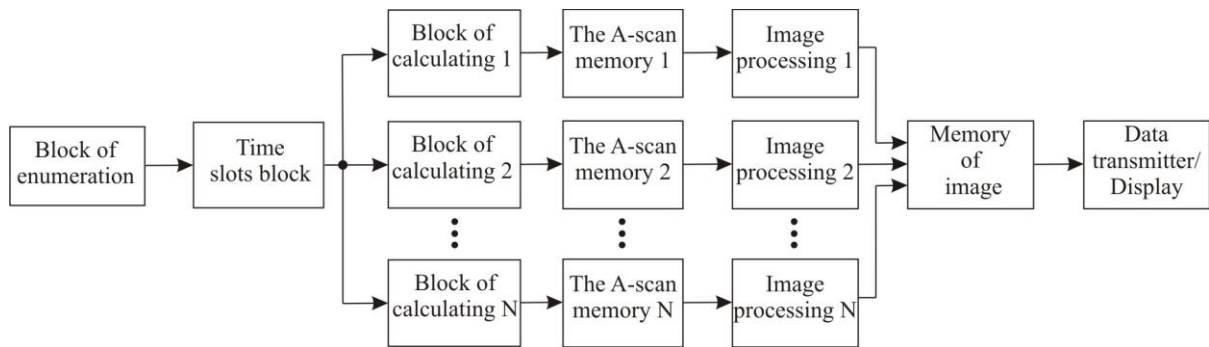 Block of
enumeration
Time
slots block
Block of
calculating 1
The A-scan
memory 1
Image
processing 1
Block of
calculating 2
The A-scan
memory 2
Image
processing 2
Block of
calculating N
The A-scan
memory N
Image
processing N
Memory
of
image
Data
transmitter/
Display